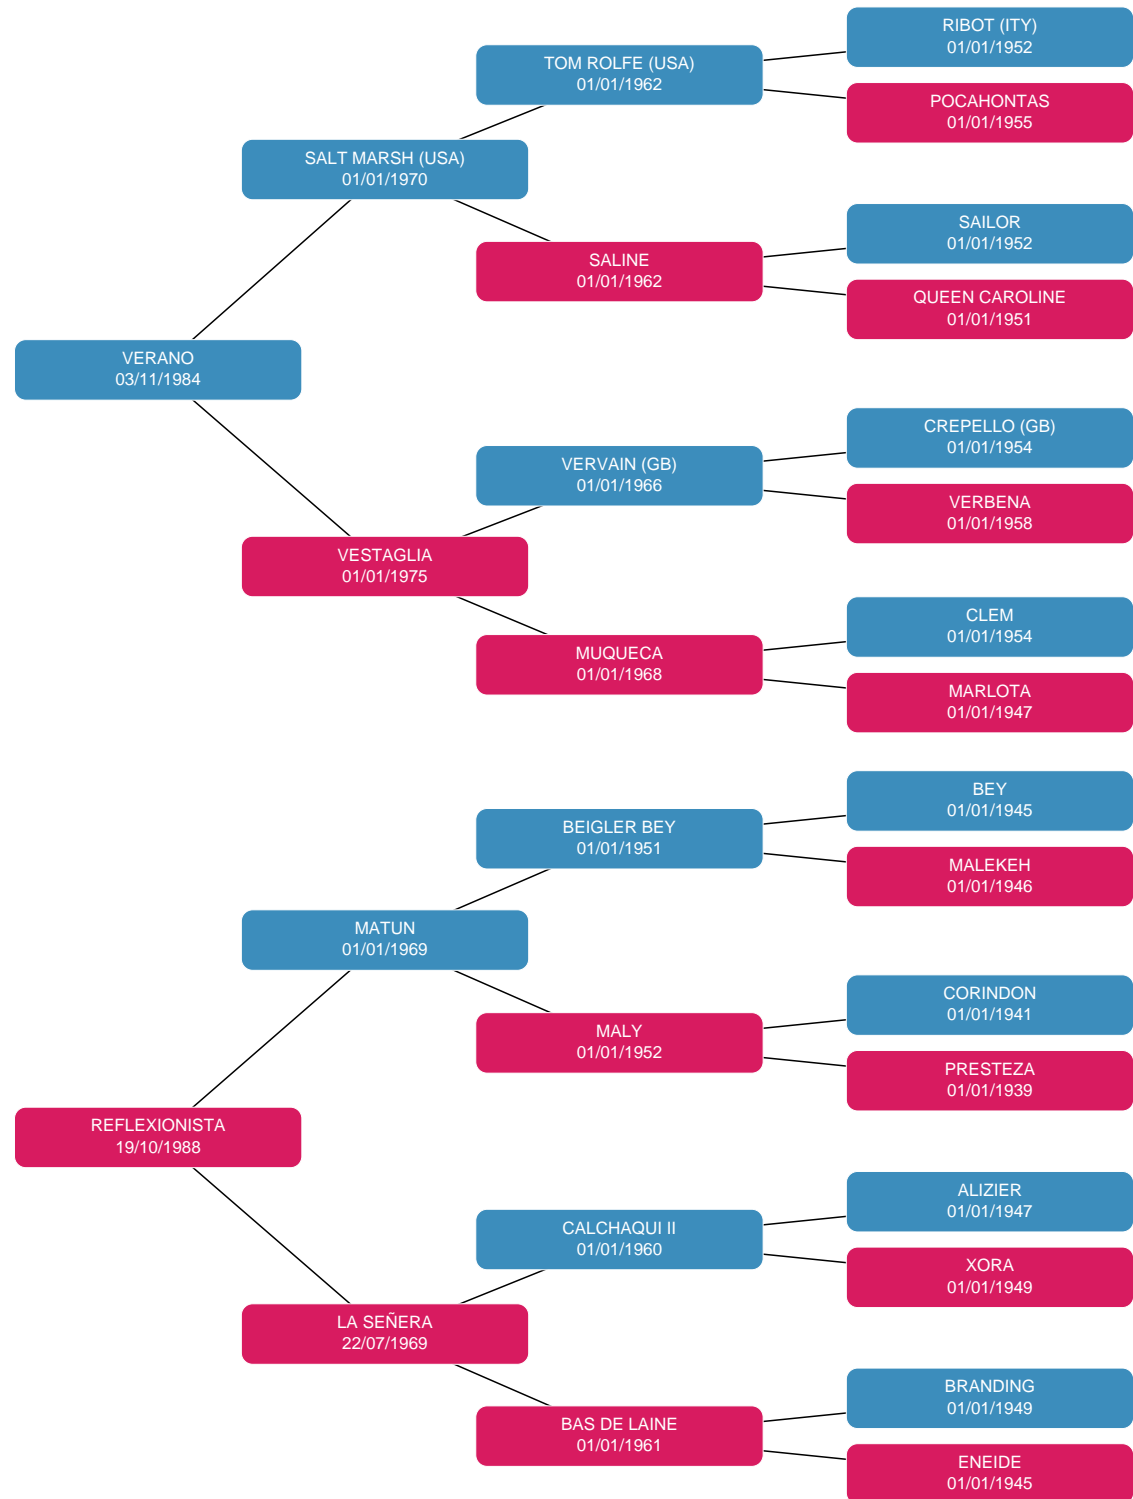 RIBOT (ITY)
01/01/1952
TOM ROLFE (USA)
01/01/1962
POCAHONTAS
01/01/1955
SALT MARSH (USA)
01/01/1970
SAILOR
01/01/1952
SALINE
01/01/1962
QUEEN CAROLINE
01/01/1951
VERANO
03/11/1984
CREPELLO (GB)
01/01/1954
VERVAIN (GB)
01/01/1966
VERBENA
01/01/1958
VESTAGLIA
01/01/1975
CLEM
01/01/1954
MUQUECA
01/01/1968
MARLOTA
01/01/1947
BEY
01/01/1945
BEIGLER BEY
01/01/1951
MALEKEH
01/01/1946
MATUN
01/01/1969
CORINDON
01/01/1941
MALY
01/01/1952
PRESTEZA
01/01/1939
REFLEXIONISTA
19/10/1988
ALIZIER
01/01/1947
CALCHAQUI II
01/01/1960
XORA
01/01/1949
LA SEÑERA
22/07/1969
BRANDING
01/01/1949
BAS DE LAINE
01/01/1961
ENEIDE
01/01/1945